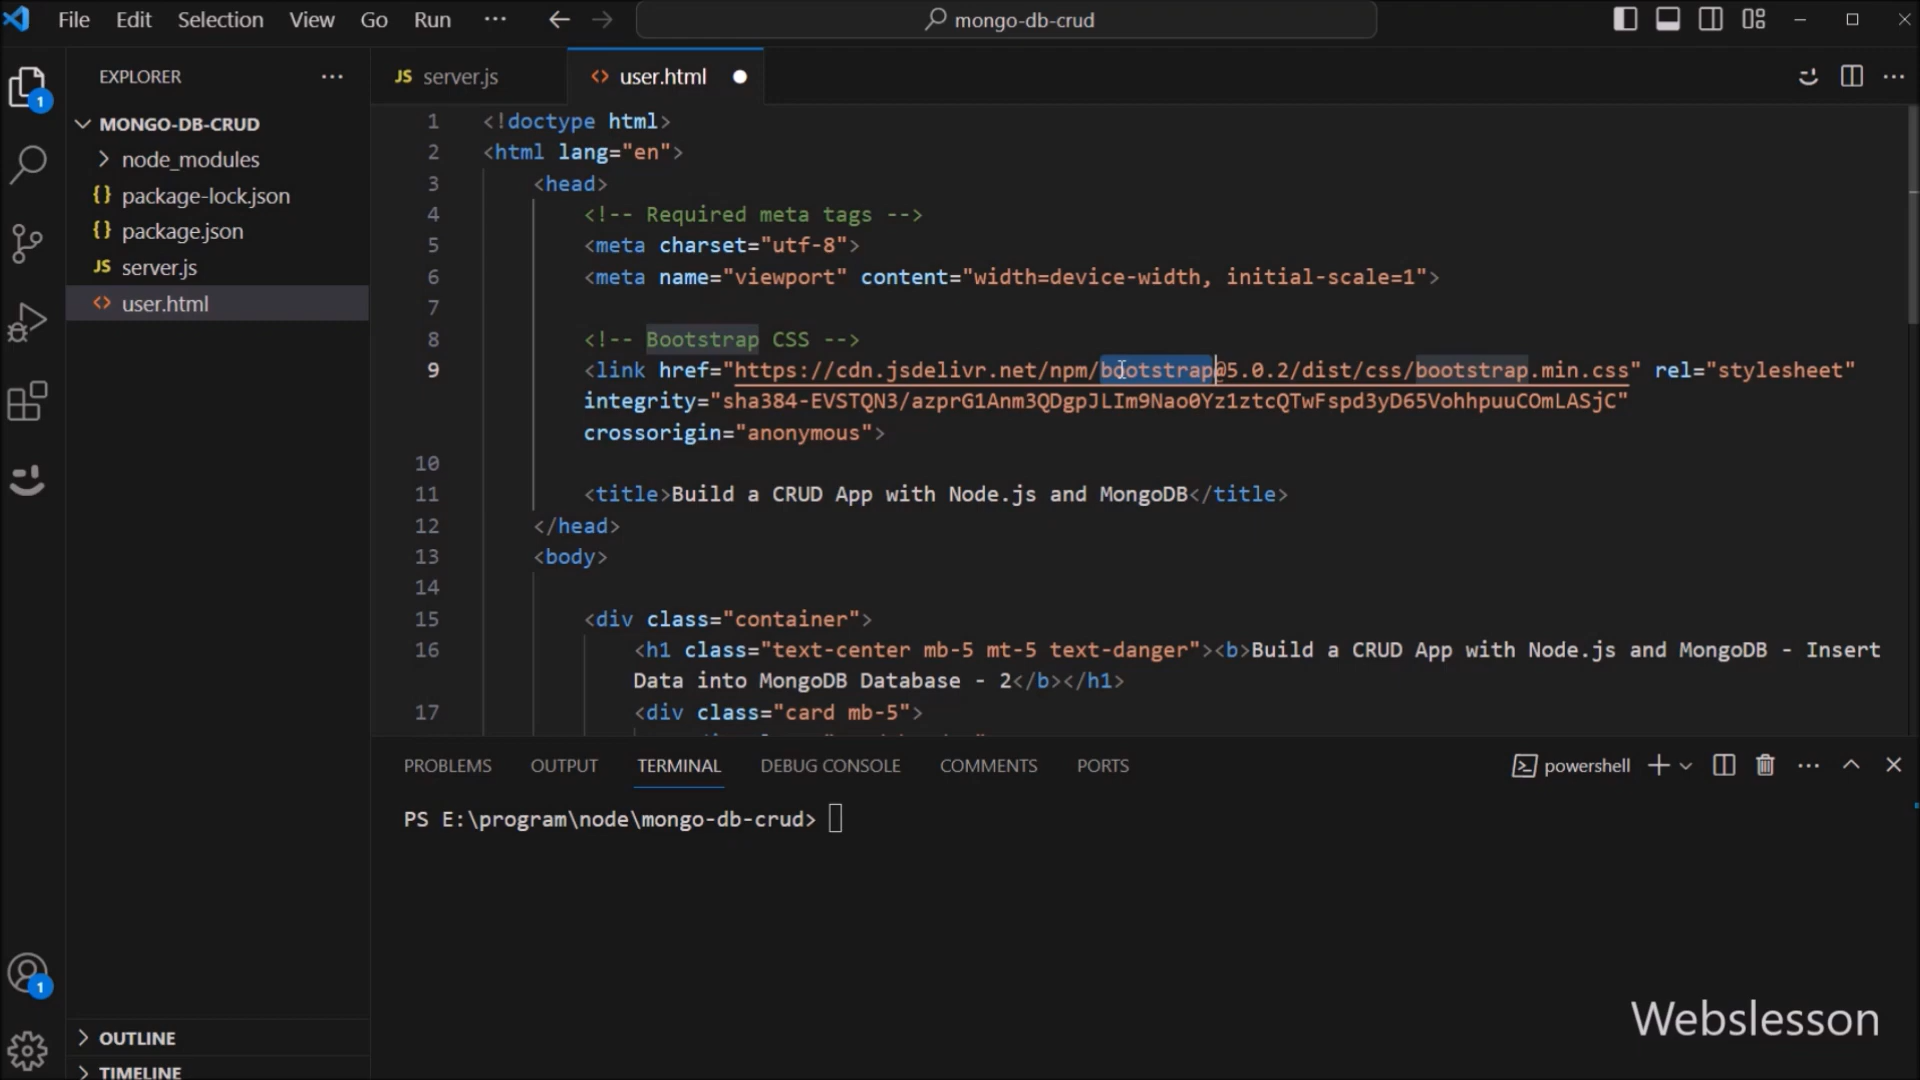 File Edit Selection View Go Run ··· mongo-db-crud
EXPLORER ···
JS server.js <> user.html
MONGO-DB-CRUD
node_modules
{} package-lock.json
{} package.json
JS server.js
<> user.html
1 <!doctype html>
2 <html lang="en">
3 <head>
4 <!-- Required meta tags -->
5 <meta charset="utf-8">
6 <meta name="viewport" content="width=device-width, initial-scale=1">
7
8 <!-- Bootstrap CSS -->
9 <link href="https://cdn.jsdelivr.net/npm/bootstrap@5.0.2/dist/css/bootstrap.min.css" rel="stylesheet"
integrity="sha384-EVSTQN3/azprG1Anm3QDgpJLIm9Nao0Yz1ztcQTwFspd3yD65VohhpuuCOmLASjC"
crossorigin="anonymous">
10
11 <title>Build a CRUD App with Node.js and MongoDB</title>
12 </head>
13 <body>
14
15 <div class="container">
16 <h1 class="text-center mb-5 mt-5 text-danger"><b>Build a CRUD App with Node.js and MongoDB - Insert
Data into MongoDB Database - 2</b></h1>
17 <div class="card mb-5">
PROBLEMS OUTPUT TERMINAL DEBUG CONSOLE COMMENTS PORTS powershell
PS E:\program\node\mongo-db-crud>
1
1
OUTLINE
TIMELINE
Webslesson